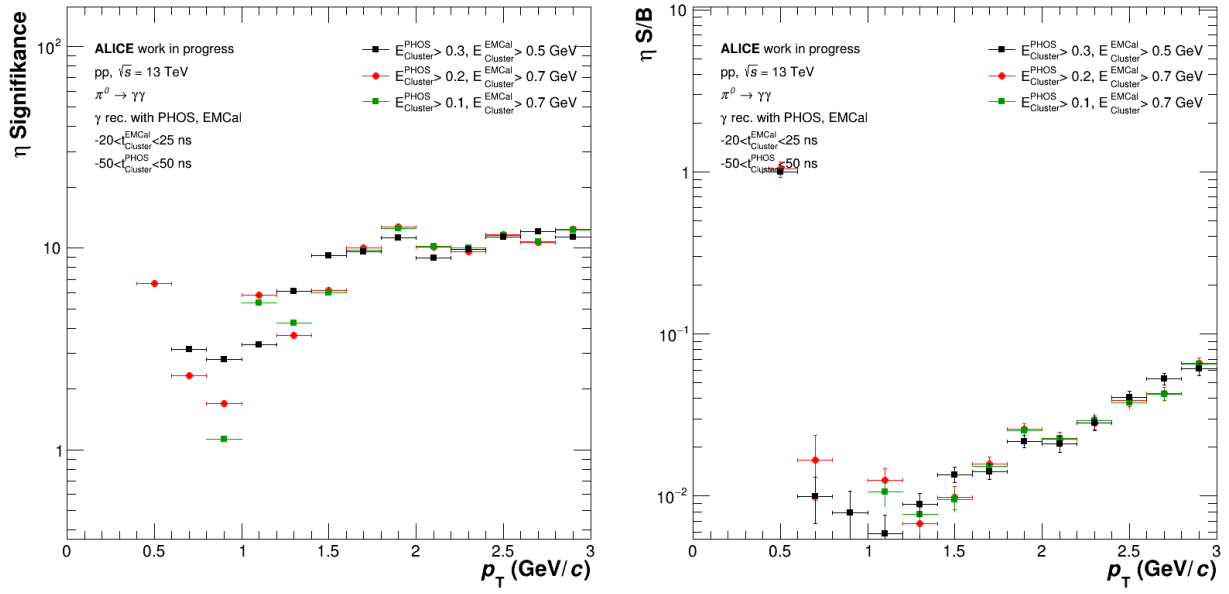 η Signifikance
10²
10
1
ALICE work in progress
pp, √s = 13 TeV
π⁰ → γγ
γ rec. with PHOS, EMCal
-20<t^EMCal_Cluster<25 ns
-50<t^PHOS_Cluster<50 ns
E^PHOS_Cluster> 0.3, E^EMCal_Cluster> 0.5 GeV
E^PHOS_Cluster> 0.2, E^EMCal_Cluster> 0.7 GeV
E^PHOS_Cluster> 0.1, E^EMCal_Cluster> 0.7 GeV
0 0.5 1 1.5 2 2.5 3
p_T (GeV/c)
η S/B
10
1
10⁻¹
10⁻²
ALICE work in progress
pp, √s = 13 TeV
π⁰ → γγ
γ rec. with PHOS, EMCal
-20<t^EMCal_Cluster<25 ns
-50<t^PHOS_Cluster<50 ns
E^PHOS_Cluster> 0.3, E^EMCal_Cluster> 0.5 GeV
E^PHOS_Cluster> 0.2, E^EMCal_Cluster> 0.7 GeV
E^PHOS_Cluster> 0.1, E^EMCal_Cluster> 0.7 GeV
0 0.5 1 1.5 2 2.5 3
p_T (GeV/c)